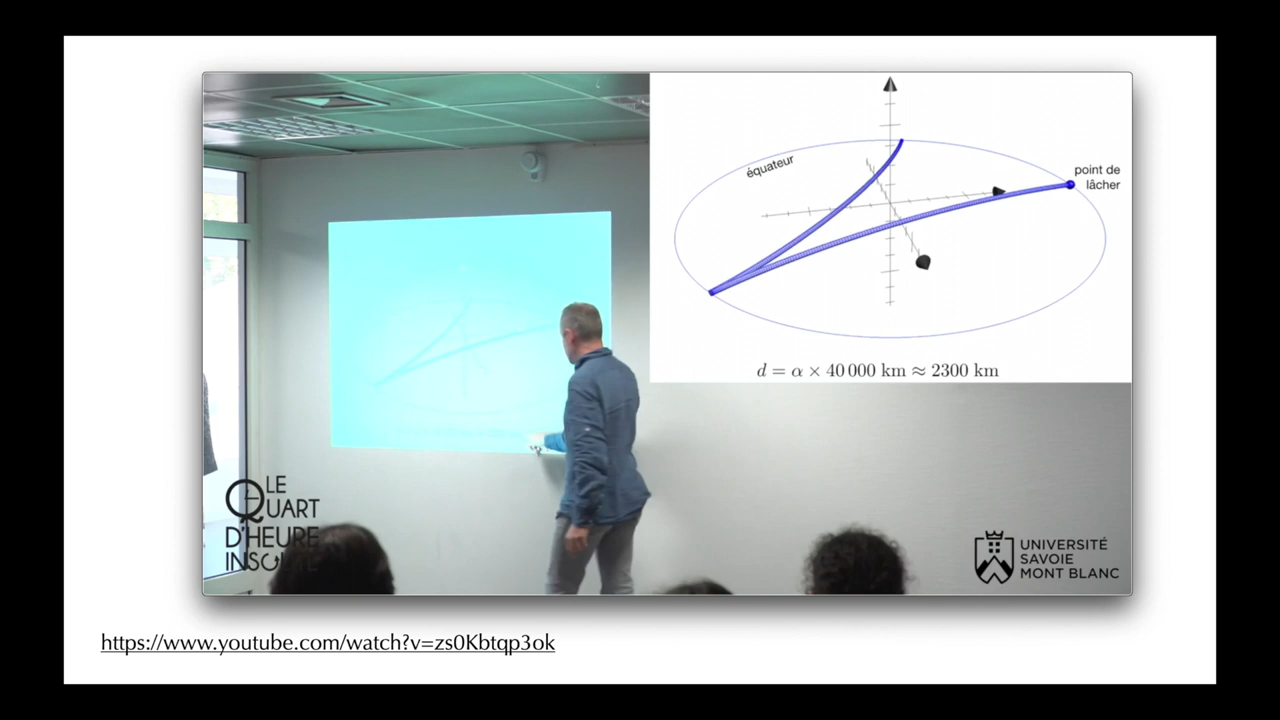 équateur
point de
lâcher
d = α × 40 000 km ≈ 2300 km
LE
QUART
D'HEURE
INSOLITE
UNIVERSITÉ
SAVOIE
MONT BLANC
https://www.youtube.com/watch?v=zs0Kbtqp3ok